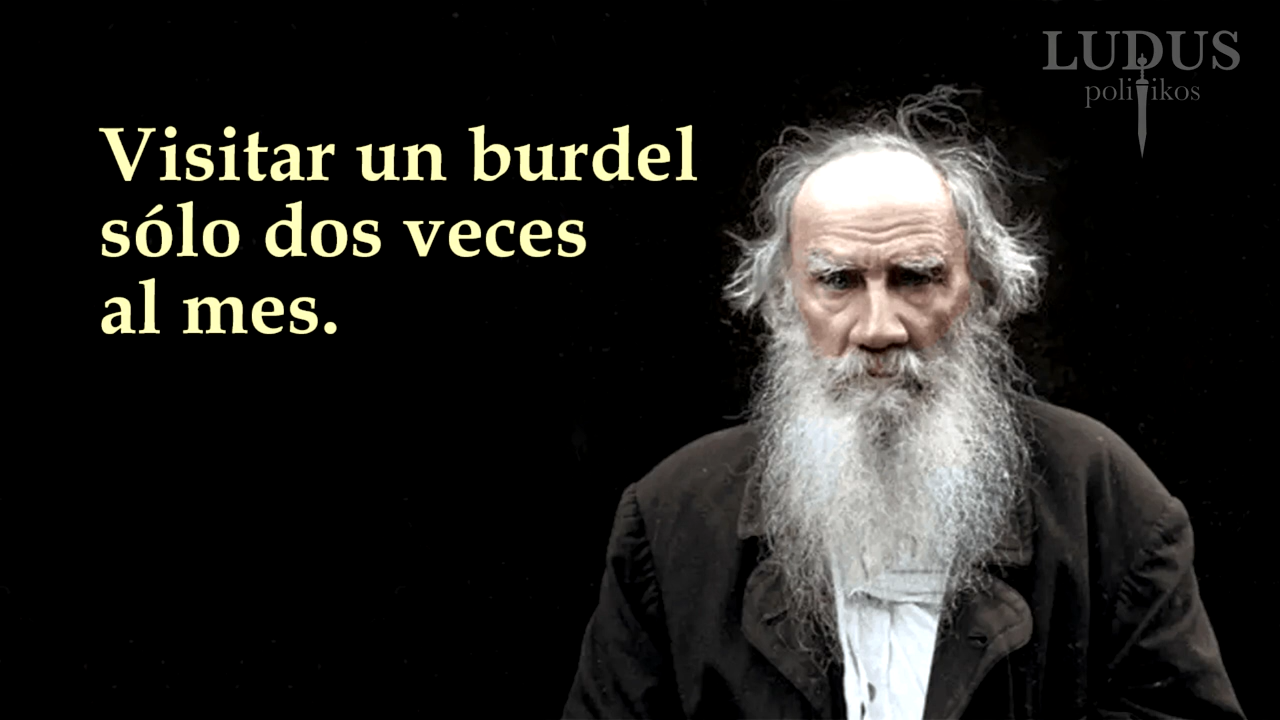 LUDUS
politikos
Visitar un burdel
sólo dos veces
al mes.